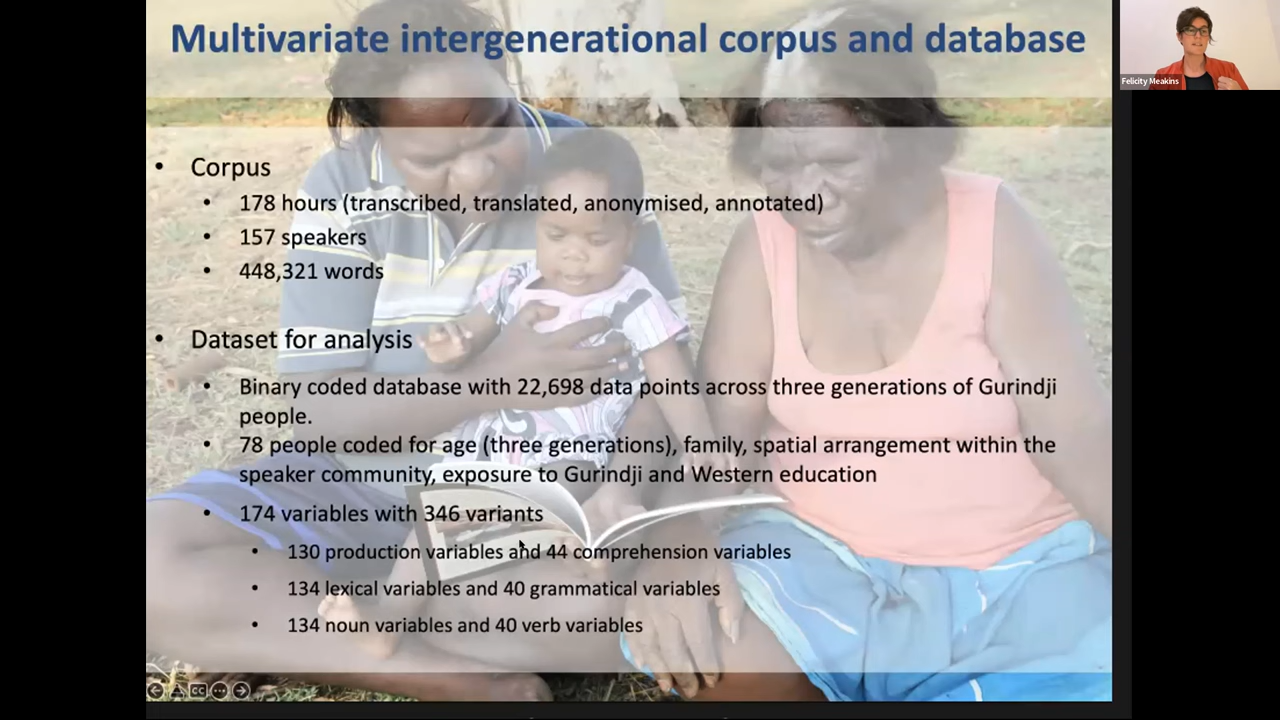 Multivariate intergenerational corpus and database
Felicity Meakins
• Corpus
• 178 hours (transcribed, translated, anonymised, annotated)
• 157 speakers
• 448,321 words
• Dataset for analysis
• Binary coded database with 22,698 data points across three generations of Gurindji
people.
• 78 people coded for age (three generations), family, spatial arrangement within the
speaker community, exposure to Gurindji and Western education
• 174 variables with 346 variants
• 130 production variables and 44 comprehension variables
• 134 lexical variables and 40 grammatical variables
• 134 noun variables and 40 verb variables
CC